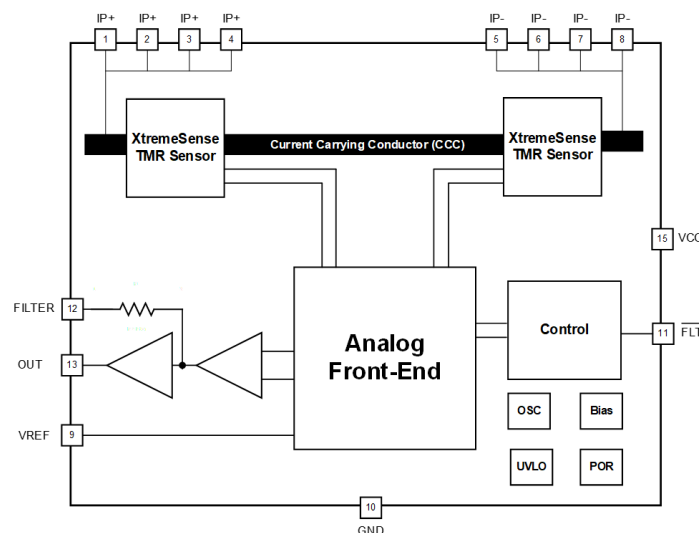 IP+ IP+ IP+ IP+ IP- IP- IP- IP-
1 2 3 4 5 6 7 8
XtremeSense
TMR Sensor
Current Carrying Conductor (CCC)
XtremeSense
TMR Sensor
15 VCC
FILTER 12
OUT 13
VREF 9
Analog
Front-End
Control
11 FLT
OSC Bias
UVLO POR
10
GND